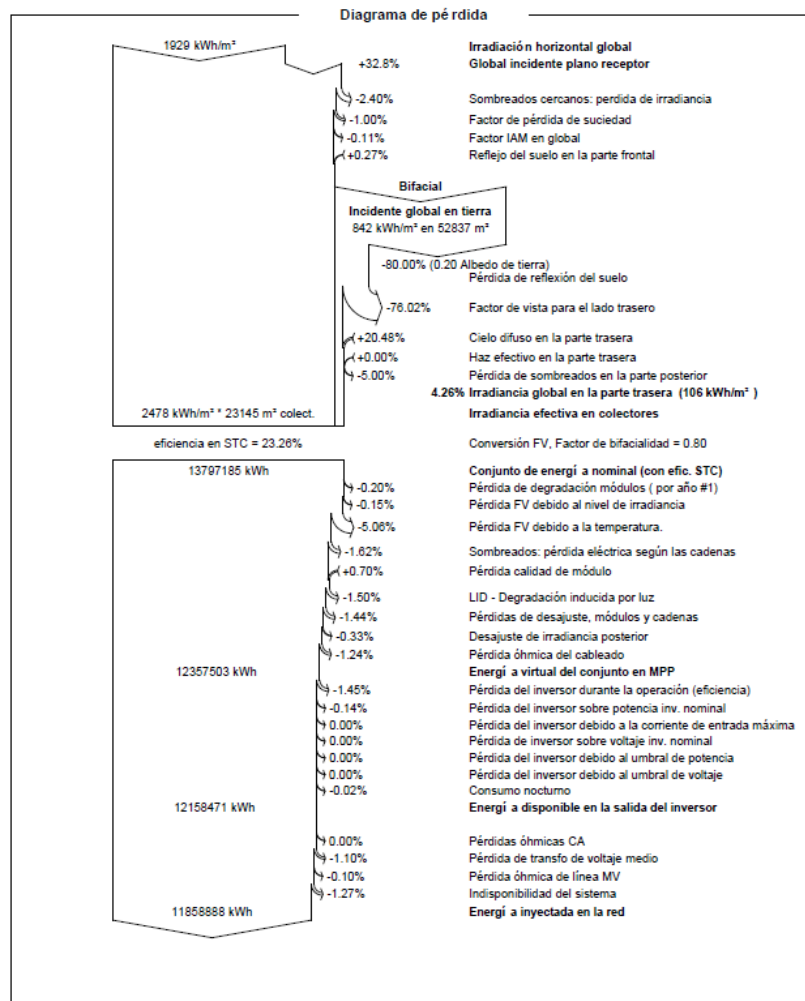 Diagrama de pérdida
1929 kWh/m² Irradiación horizontal global
+32.8% Global incidente plano receptor
-2.40% Sombreados cercanos: perdida de irradiancia
-1.00% Factor de pérdida de suciedad
-0.11% Factor IAM en global
+0.27% Reflejo del suelo en la parte frontal
Bifacial
Incidente global en tierra
842 kWh/m² en 52837 m²
-80.00% (0.20 Albedo de tierra)
Pérdida de reflexión del suelo
-76.02% Factor de vista para el lado trasero
+20.48% Cielo difuso en la parte trasera
+0.00% Haz efectivo en la parte trasera
-5.00% Pérdida de sombreados en la parte posterior
4.26% Irradiancia global en la parte trasera (106 kWh/m² )
2478 kWh/m² * 23145 m² colect. Irradiancia efectiva en colectores
eficiencia en STC = 23.26% Conversión FV, Factor de bifacialidad = 0.80
13797185 kWh Conjunto de energí a nominal (con efic. STC)
-0.20% Pérdida de degradación módulos ( por año #1)
-0.15% Pérdida FV debido al nivel de irradiancia
-5.06% Pérdida FV debido a la temperatura.
-1.62% Sombreados: pérdida eléctrica según las cadenas
+0.70% Pérdida calidad de módulo
-1.50% LID - Degradación inducida por luz
-1.44% Pérdidas de desajuste, módulos y cadenas
-0.33% Desajuste de irradiancia posterior
-1.24% Pérdida óhmica del cableado
12357503 kWh Energí a virtual del conjunto en MPP
-1.45% Pérdida del inversor durante la operación (eficiencia)
-0.14% Pérdida del inversor sobre potencia inv. nominal
0.00% Pérdida del inversor debido a la corriente de entrada máxima
0.00% Pérdida de inversor sobre voltaje inv. nominal
0.00% Pérdida del inversor debido al umbral de potencia
0.00% Pérdida del inversor debido al umbral de voltaje
-0.02% Consumo nocturno
12158471 kWh Energí a disponible en la salida del inversor
0.00% Pérdidas óhmicas CA
-1.10% Pérdida de transfo de voltaje medio
-0.10% Pérdida óhmica de línea MV
-1.27% Indisponibilidad del sistema
11858888 kWh Energí a inyectada en la red